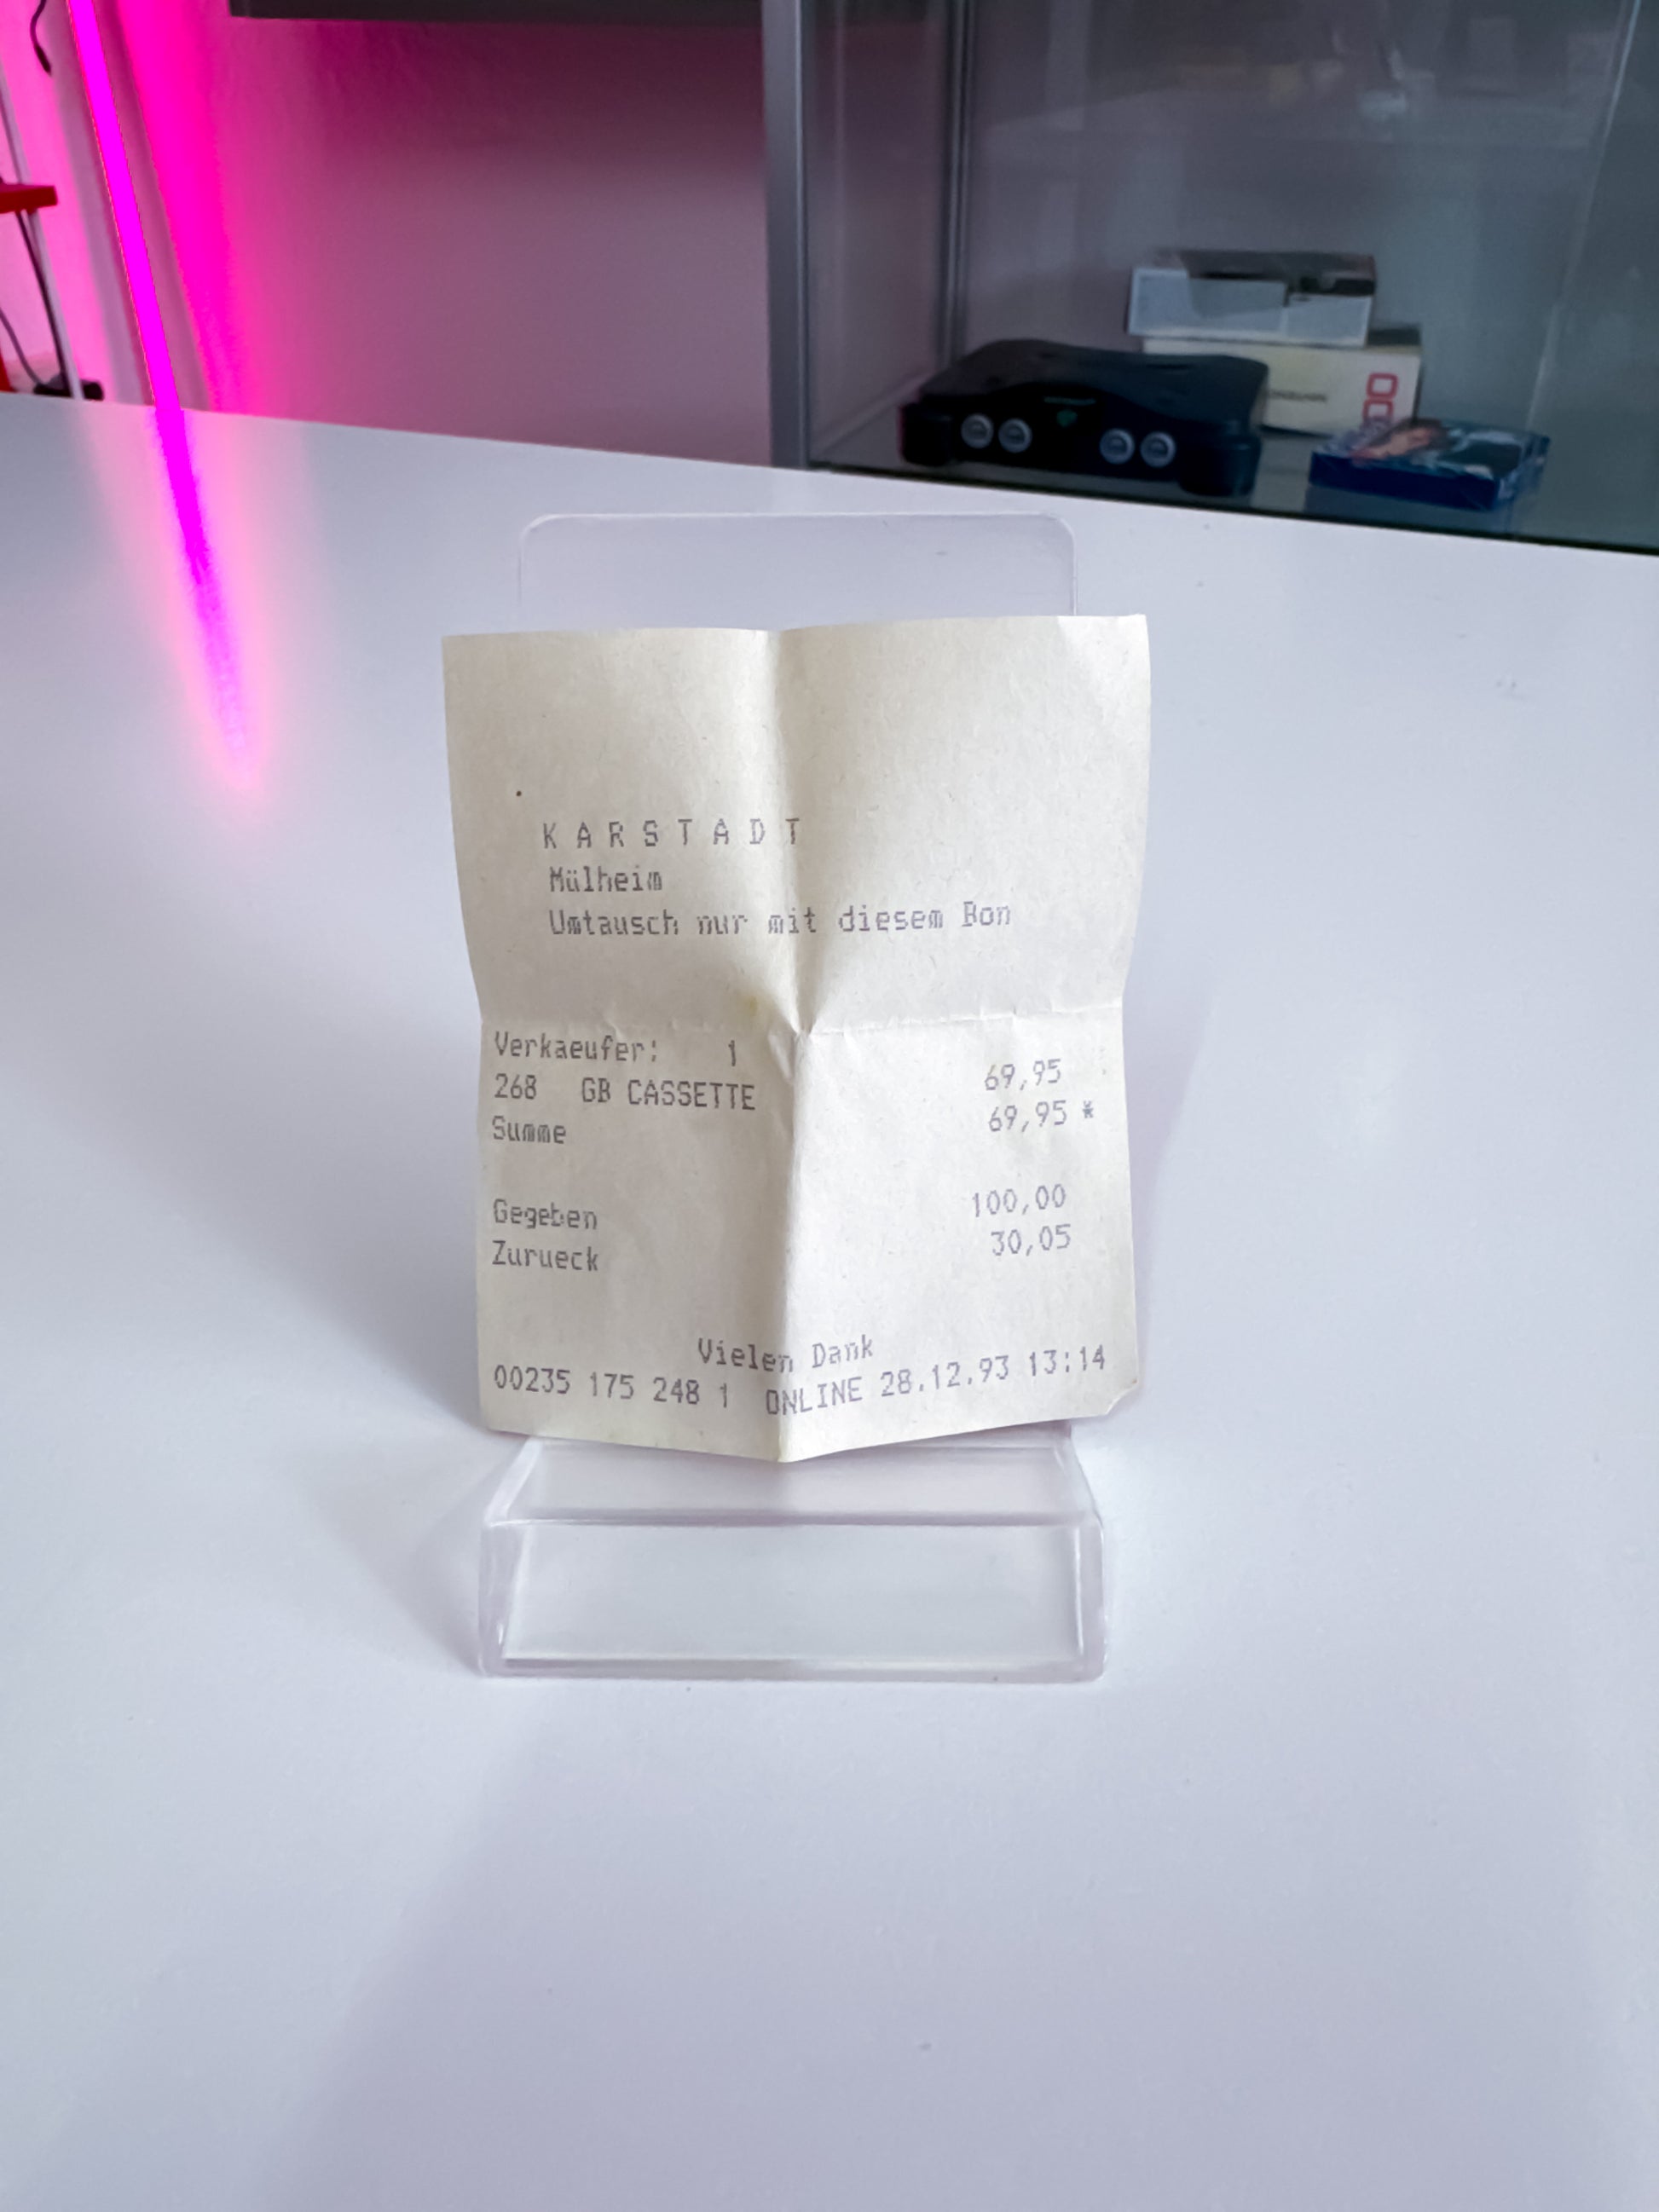 K A R S T A D T
Mülheim
Umtausch nur mit diesem Bon
Verkaeufer: 1
268 GB CASSETTE 69,95
Summe 69,95 *
Gegeben 100,00
Zurueck 30,05
Vielen Dank
00235 175 248 1 ONLINE 28.12.93 13:14